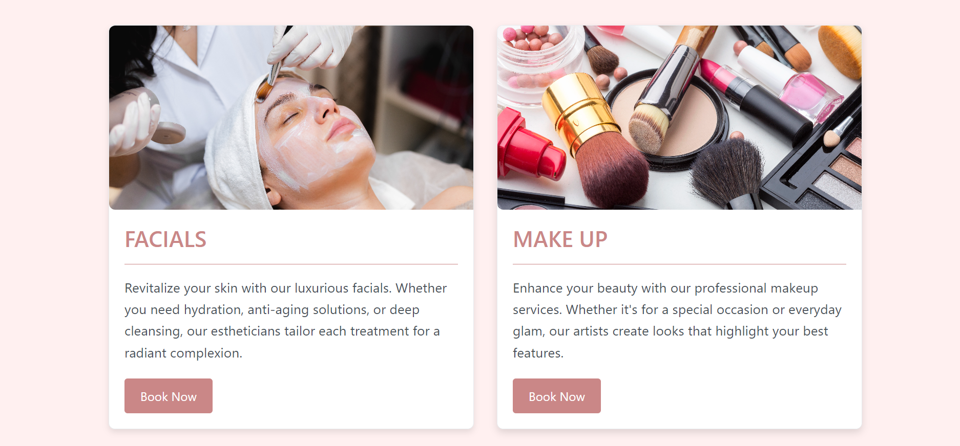 FACIALS
Revitalize your skin with our luxurious facials. Whether
you need hydration, anti-aging solutions, or deep
cleansing, our estheticians tailor each treatment for a
radiant complexion.
Book Now
MAKE UP
Enhance your beauty with our professional makeup
services. Whether it's for a special occasion or everyday
glam, our artists create looks that highlight your best
features.
Book Now